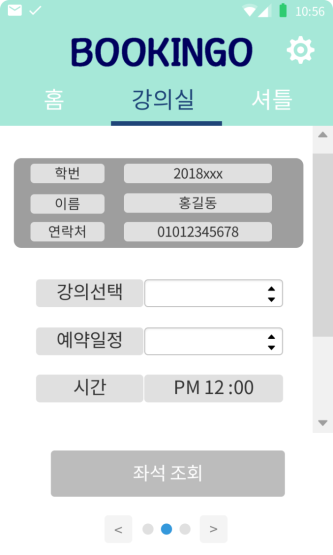 10:56
BOOKINGO
홈 강의실 셔틀
학번 2018xxx
이름 홍길동
연락처 01012345678
강의선택
예약일정
시간 PM 12 :00
좌석 조회
< >